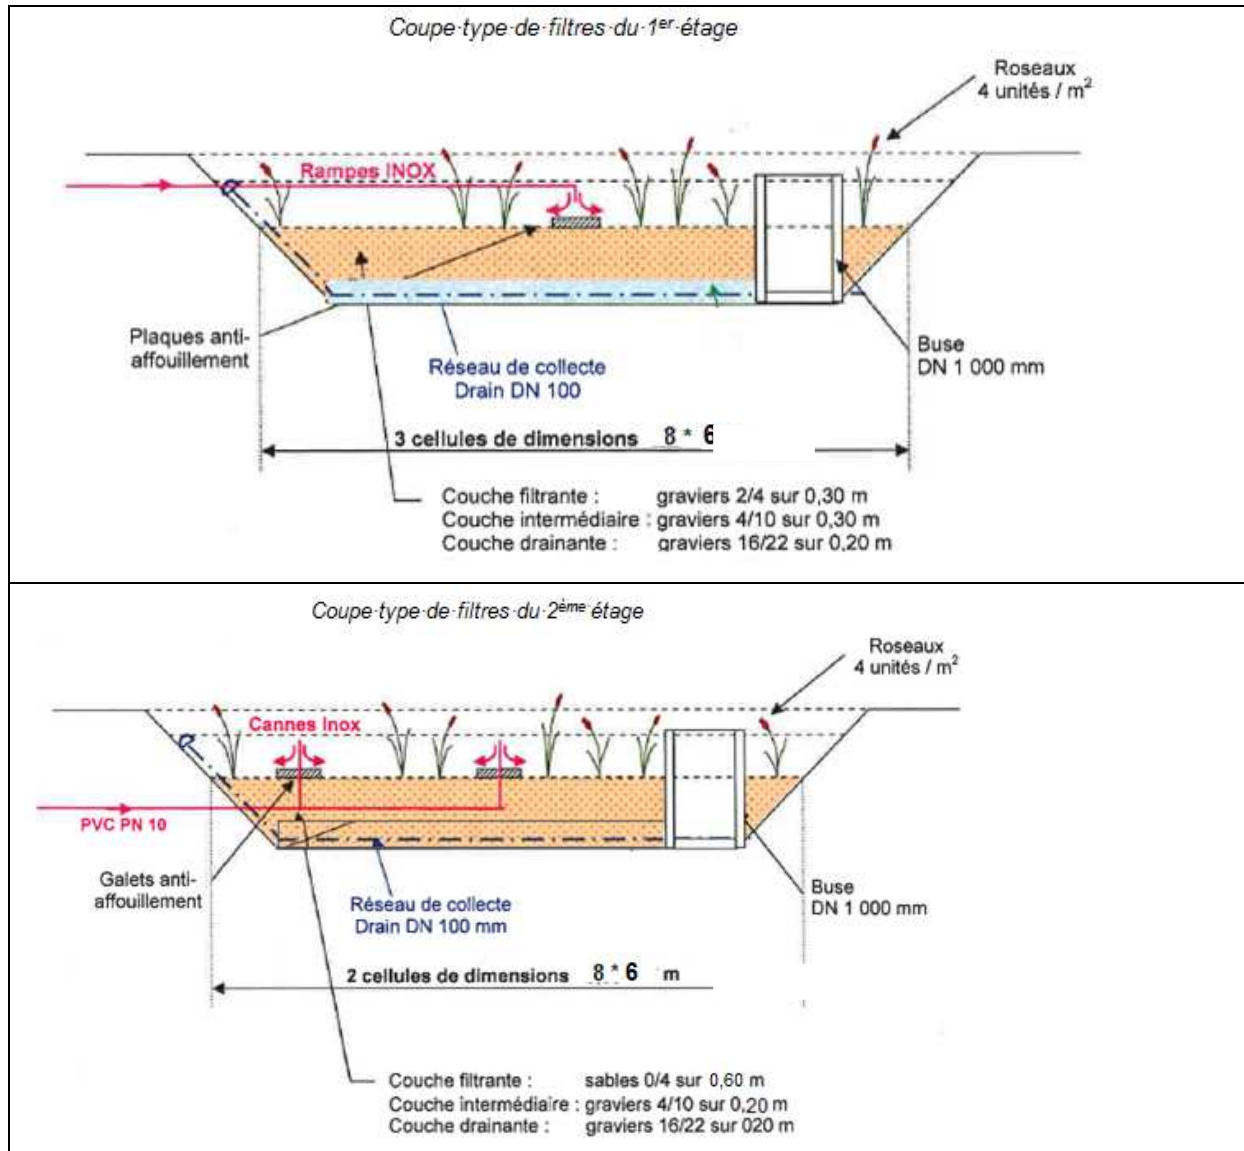 Coupe·type·de·filtres·du·1er·étage
Roseaux
4 unités / m²
Rampes INOX
Plaques anti-
affouillement
Réseau de collecte
Drain DN 100
Buse
DN 1 000 mm
3 cellules de dimensions 8 * 6
Couche filtrante : graviers 2/4 sur 0,30 m
Couche intermédiaire : graviers 4/10 sur 0,30 m
Couche drainante : graviers 16/22 sur 0,20 m
Coupe·type·de·filtres·du·2ème·étage
Roseaux
4 unités / m²
Cannes Inox
PVC PN 10
Galets anti-
affouillement
Réseau de collecte
Drain DN 100 mm
Buse
DN 1 000 mm
2 cellules de dimensions 8 * 6 m
Couche filtrante : sables 0/4 sur 0,60 m
Couche intermédiaire : graviers 4/10 sur 0,20 m
Couche drainante : graviers 16/22 sur 020 m